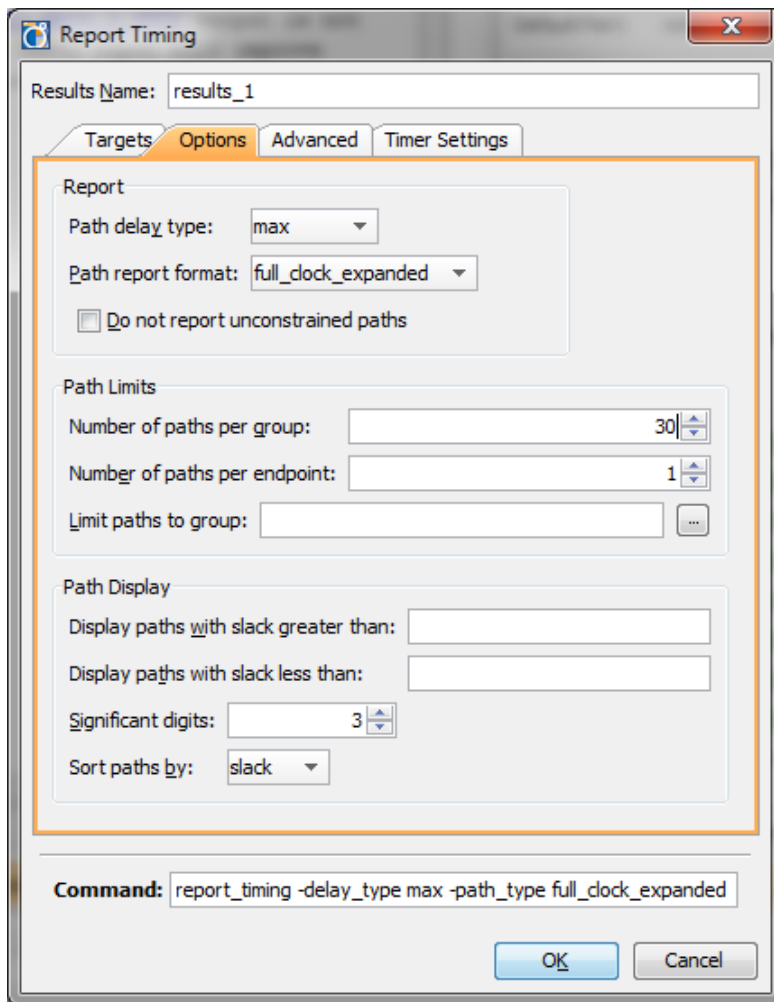 Report Timing
Results Name: results_1
Targets Options Advanced Timer Settings
Report
Path delay type: max
Path report format: full_clock_expanded
Do not report unconstrained paths
Path Limits
Number of paths per group: 30
Number of paths per endpoint: 1
Limit paths to group: ...
Path Display
Display paths with slack greater than:
Display paths with slack less than:
Significant digits: 3
Sort paths by: slack
Command: report_timing -delay_type max -path_type full_clock_expanded
OK Cancel